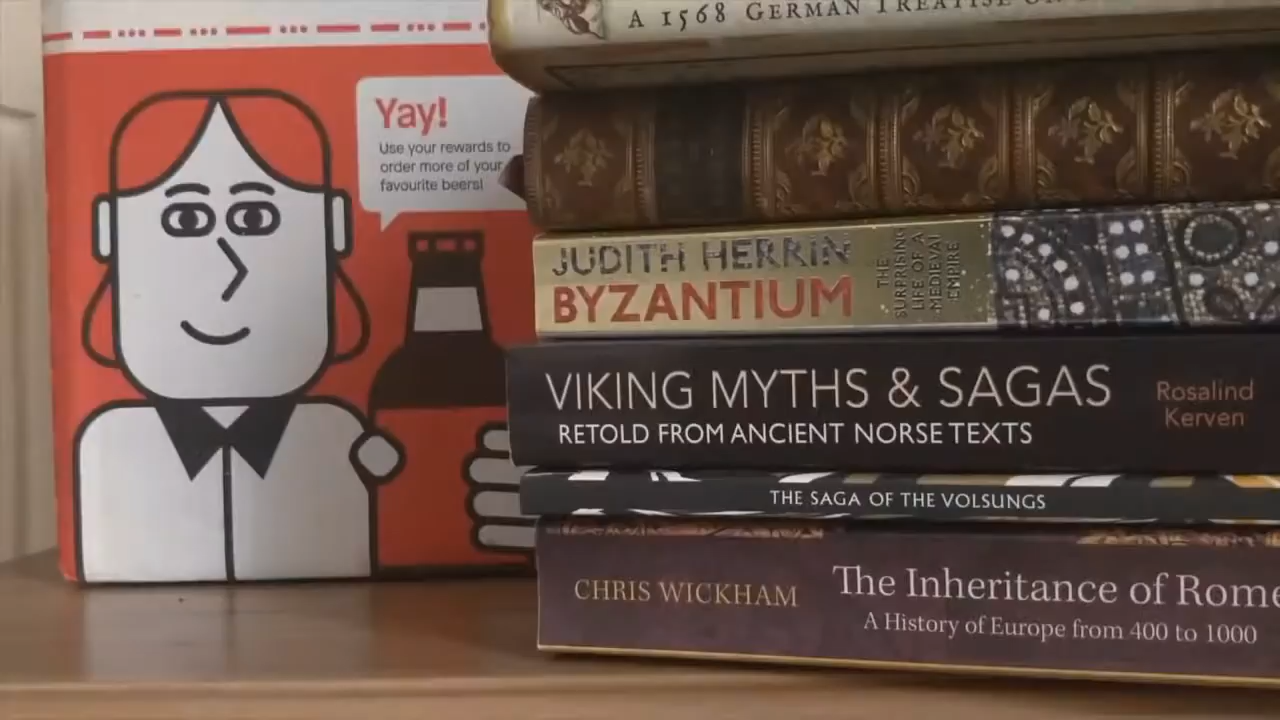 Yay!
Use your rewards to
order more of your
favourite beers!
A 1568 GERMAN TREATISE
JUDITH HERRIN
BYZANTIUM
THE
SURPRISING
LIFE OF A
MEDIEVAL
EMPIRE
VIKING MYTHS & SAGAS
RETOLD FROM ANCIENT NORSE TEXTS
Rosalind
Kerven
THE SAGA OF THE VOLSUNGS
CHRIS WICKHAM
The Inheritance of Rome
A History of Europe from 400 to 1000